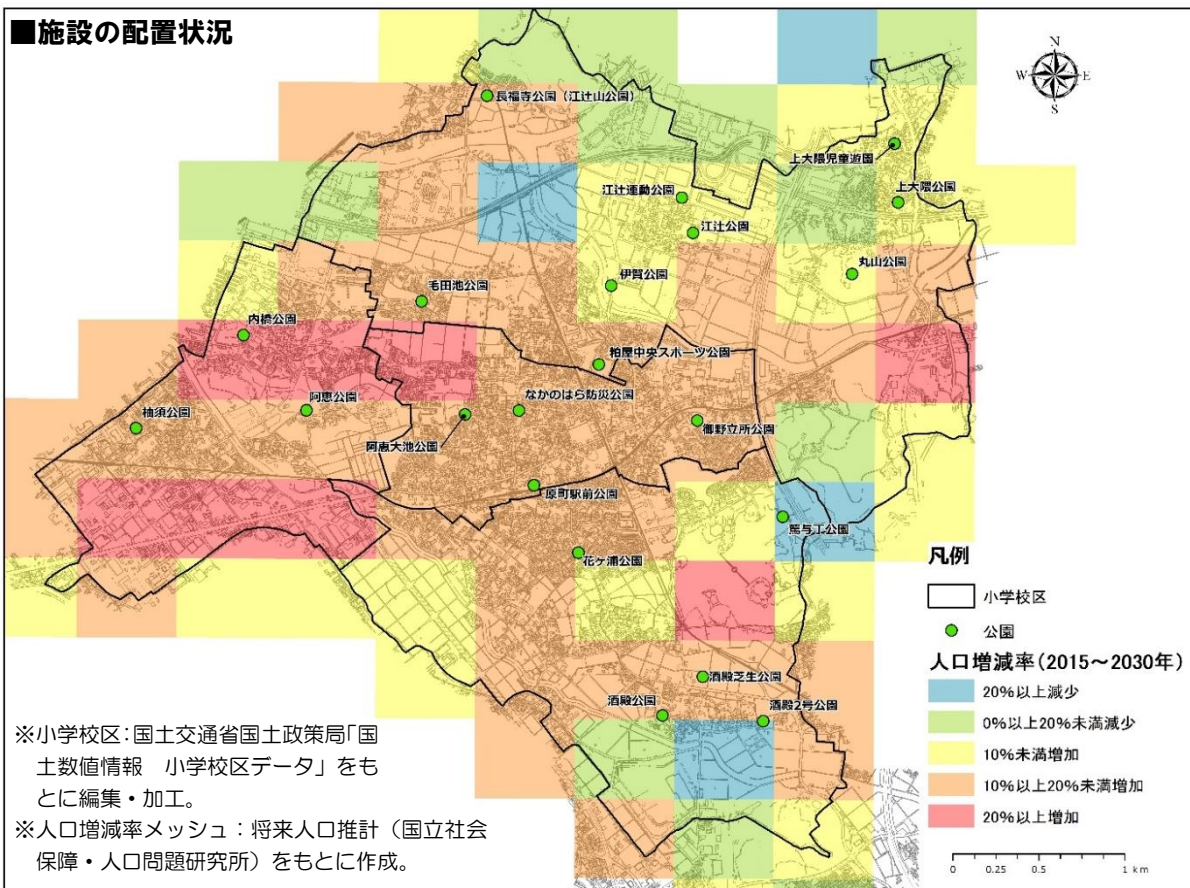 ■施設の配置状況
N
W E
S
長福寺公園（江辻山公園）
上大隈児童遊園
江辻運動公園
上大隈公園
江辻公園
丸山公園
伊賀公園
毛田池公園
内橋公園
粕屋中央スポーツ公園
なかのはら防災公園
阿恵公園
柚須公園
御野立所公園
阿恵大池公園
原町駅前公園
駕与丁公園
花ヶ浦公園
酒殿芝生公園
酒殿公園
酒殿2号公園
凡例
小学校区
公園
人口増減率（2015～2030年）
20%以上減少
0%以上20%未満減少
10%未満増加
10%以上20%未満増加
20%以上増加
0 0.25 0.5 1 km
※小学校区：国土交通省国土政策局「国
土数値情報　小学校区データ」をも
とに編集・加工。
※人口増減率メッシュ：将来人口推計（国立社会
保障・人口問題研究所）をもとに作成。